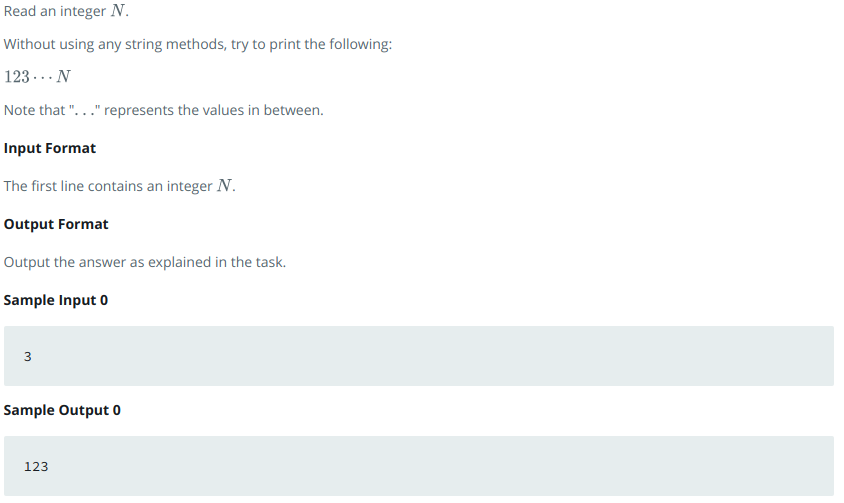 Read an integer N.
Without using any string methods, try to print the following:
123 ··· N
Note that "..." represents the values in between.
Input Format
The first line contains an integer N.
Output Format
Output the answer as explained in the task.
Sample Input 0
3
Sample Output 0
123